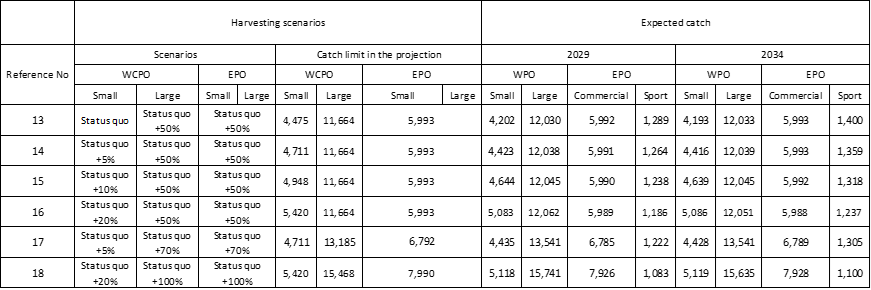 Harvesting scenarios Expected catch
Reference No Scenarios Catch limit in the projection 2029 2034
WCPO EPO WCPO EPO WPO EPO WPO EPO
Small Large Small Large Small Large Small Large Small Large Commercial Sport Small Large Commercial Sport
13 Status quo Status quo +50% Status quo +50% 4,475 11,664 5,993 4,202 12,030 5,992 1,289 4,193 12,033 5,993 1,400
14 Status quo +5% Status quo +50% Status quo +50% 4,711 11,664 5,993 4,423 12,038 5,991 1,264 4,416 12,039 5,993 1,359
15 Status quo +10% Status quo +50% Status quo +50% 4,948 11,664 5,993 4,644 12,045 5,990 1,238 4,639 12,045 5,992 1,318
16 Status quo +20% Status quo +50% Status quo +50% 5,420 11,664 5,993 5,083 12,062 5,989 1,186 5,086 12,051 5,988 1,237
17 Status quo +5% Status quo +70% Status quo +70% 4,711 13,185 6,792 4,435 13,541 6,785 1,222 4,428 13,541 6,789 1,305
18 Status quo +20% Status quo +100% Status quo +100% 5,420 15,468 7,990 5,118 15,741 7,926 1,083 5,119 15,635 7,928 1,100